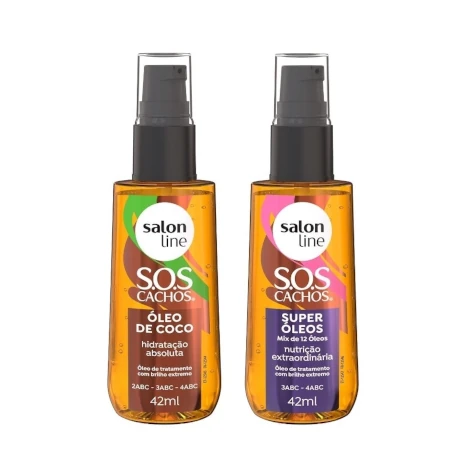 salon
line
S.O.S
CACHOS
ÓLEO
DE COCO
hidratação
absoluta
Óleo de tratamento
com brilho extremo
2ABC - 3ABC - 4ABC
42ml
salon
line
S.O.S
CACHOS
SUPER
ÓLEOS
Mix de 12 Óleos
nutrição
extraordinária
Óleo de tratamento
com brilho extremo
3ABC - 4ABC
42ml